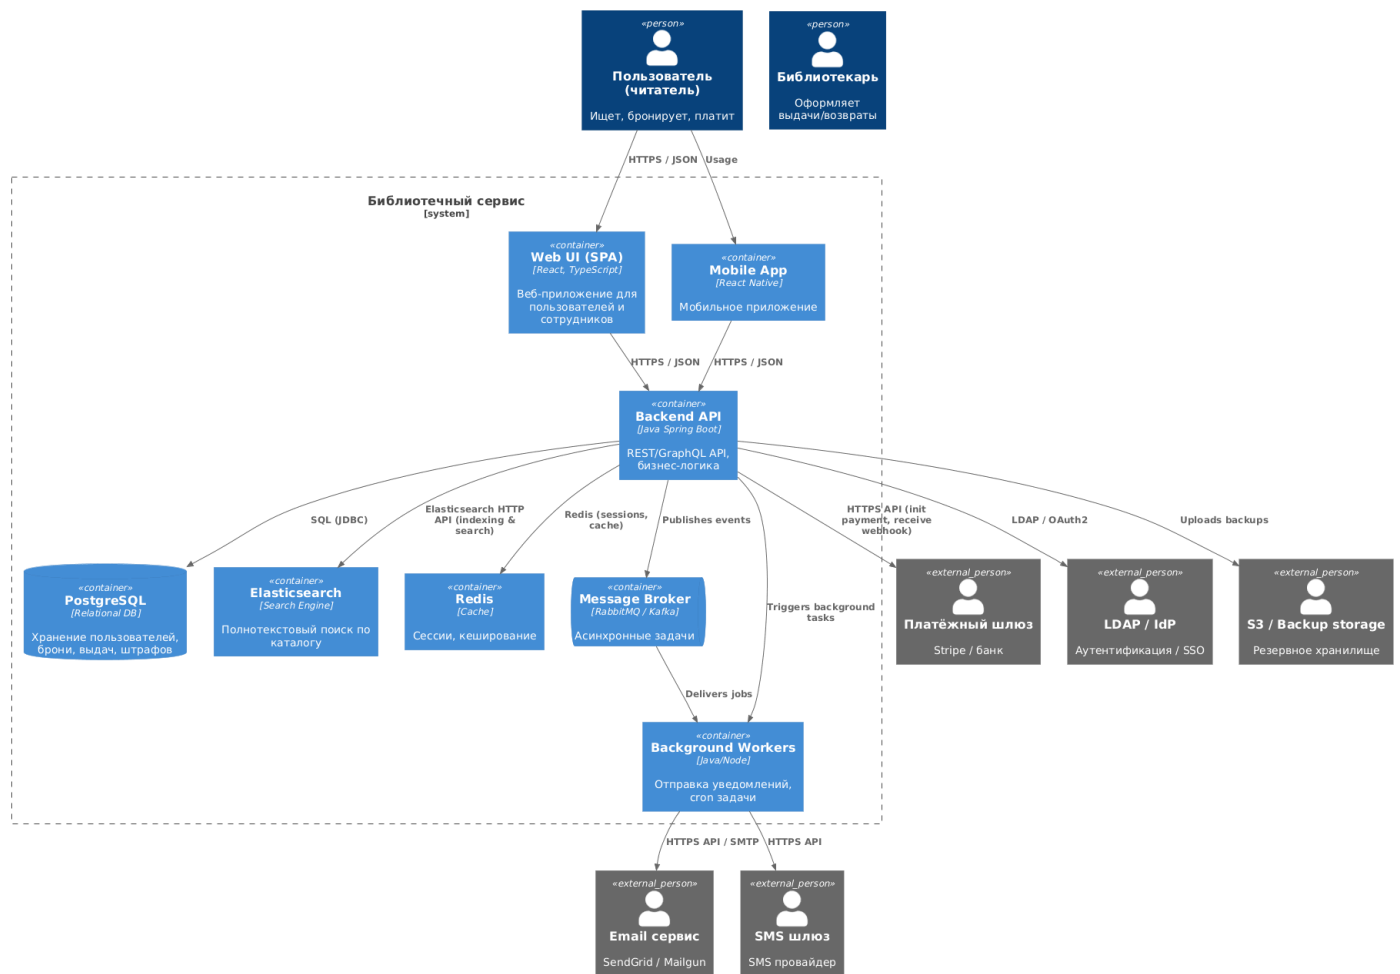 «person»
Пользователь
(читатель)
Ищет, бронирует, платит
«person»
Библиотекарь
Оформляет
выдачи/возвраты
HTTPS / JSON
Usage
Библиотечный сервис
[system]
«container»
Web UI (SPA)
[React, TypeScript]
Веб-приложение для
пользователей и
сотрудников
«container»
Mobile App
[React Native]
Мобильное приложение
HTTPS / JSON
HTTPS / JSON
«container»
Backend API
[Java Spring Boot]
REST/GraphQL API,
бизнес-логика
SQL (JDBC)
Elasticsearch HTTP
API (indexing &
search)
Redis (sessions,
cache)
Publishes events
HTTPS API (init
payment, receive
webhook)
LDAP / OAuth2
Uploads backups
«container»
PostgreSQL
[Relational DB]
Хранение пользователей,
брони, выдач, штрафов
«container»
Elasticsearch
[Search Engine]
Полнотекстовый поиск по
каталогу
«container»
Redis
[Cache]
Сессии, кеширование
«container»
Message Broker
[RabbitMQ / Kafka]
Асинхронные задачи
Triggers background
tasks
«external_person»
Платёжный шлюз
Stripe / банк
«external_person»
LDAP / IdP
Аутентификация / SSO
«external_person»
S3 / Backup storage
Резервное хранилище
Delivers jobs
«container»
Background Workers
[Java/Node]
Отправка уведомлений,
cron задачи
HTTPS API / SMTP
HTTPS API
«external_person»
Email сервис
SendGrid / Mailgun
«external_person»
SMS шлюз
SMS провайдер